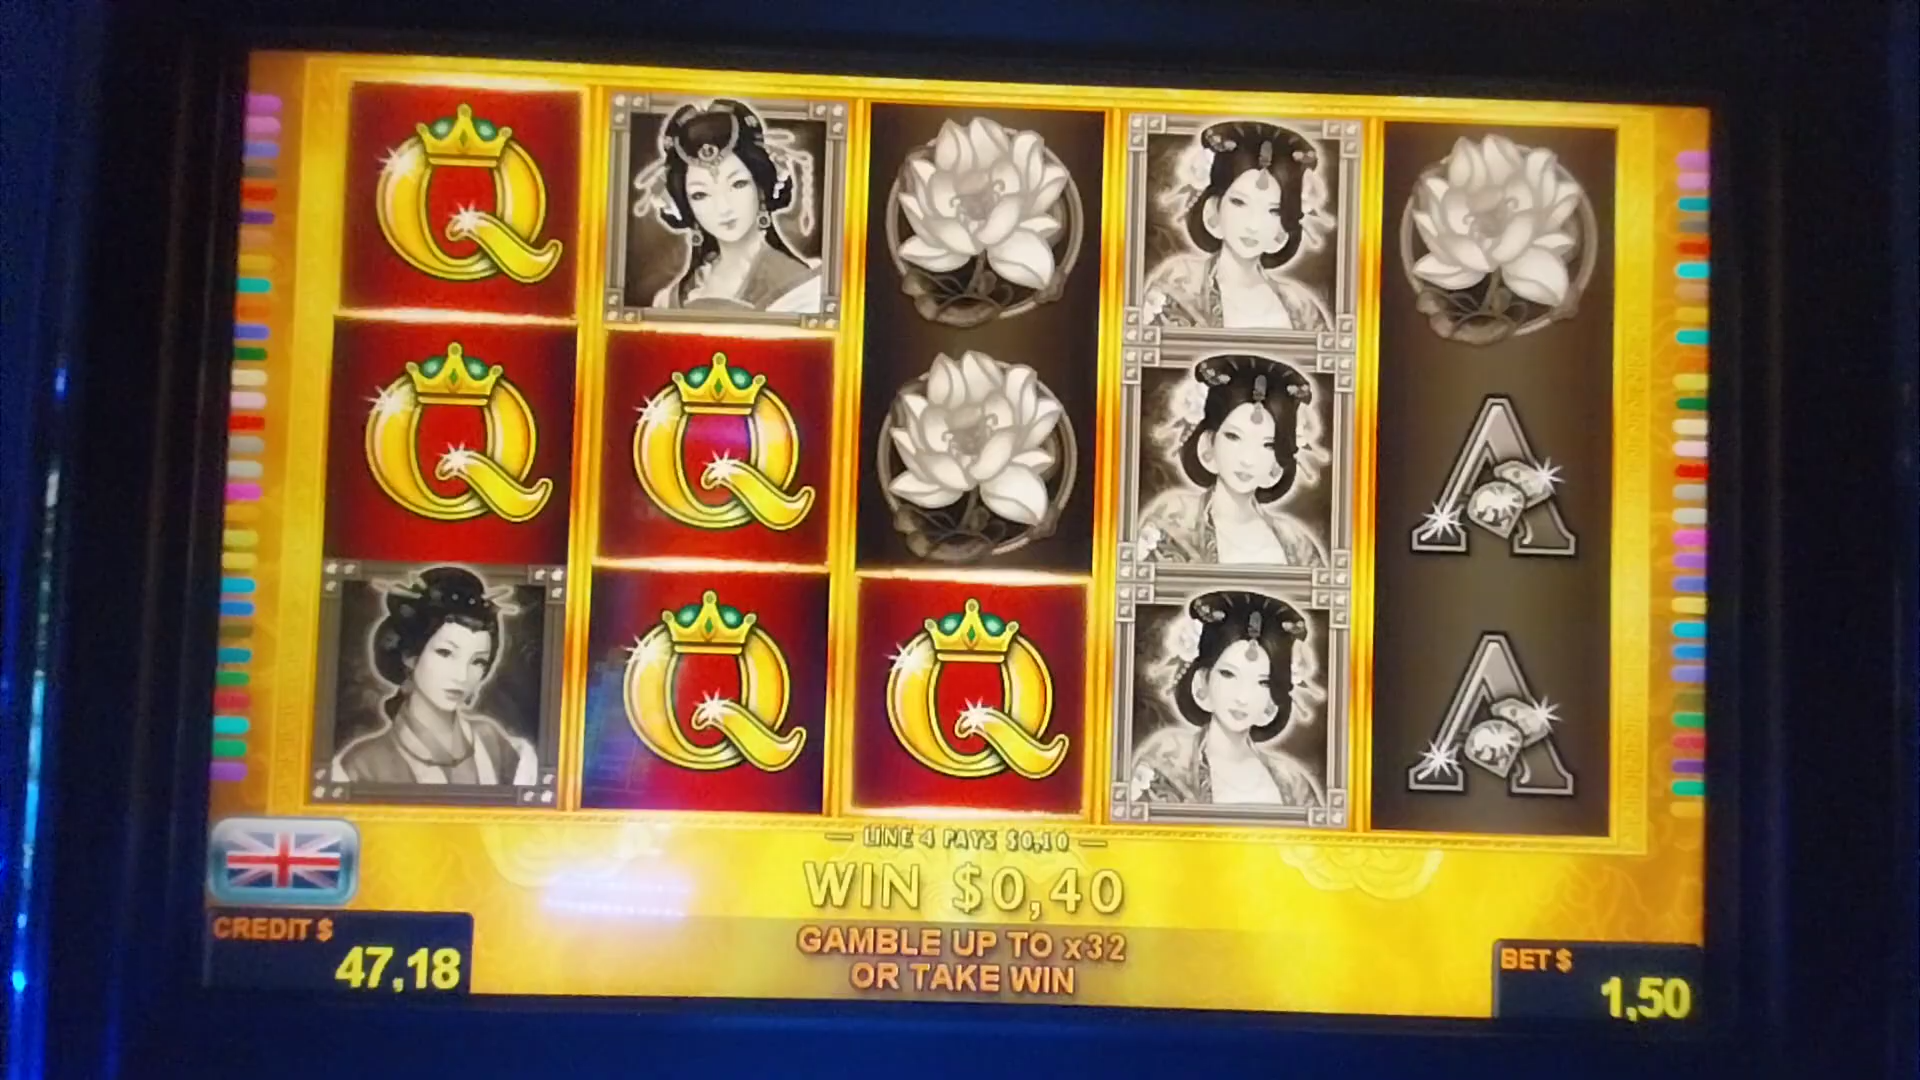 Q
Q
Q
A
Q
Q
A
— LINE 4 PAYS $0,10 —
WIN $0,40
CREDIT $
47,18
GAMBLE UP TO x32
OR TAKE WIN
BET $
1,50